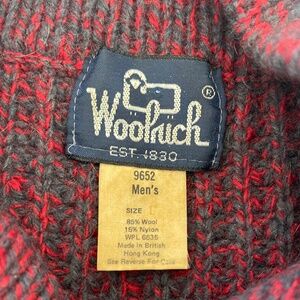 Woolrich
®
EST. 1830
9652
Men's
SIZE L
85% Wool
15% Nylon
WPL 6635
Made in British
Hong Kong
See Reverse For Care